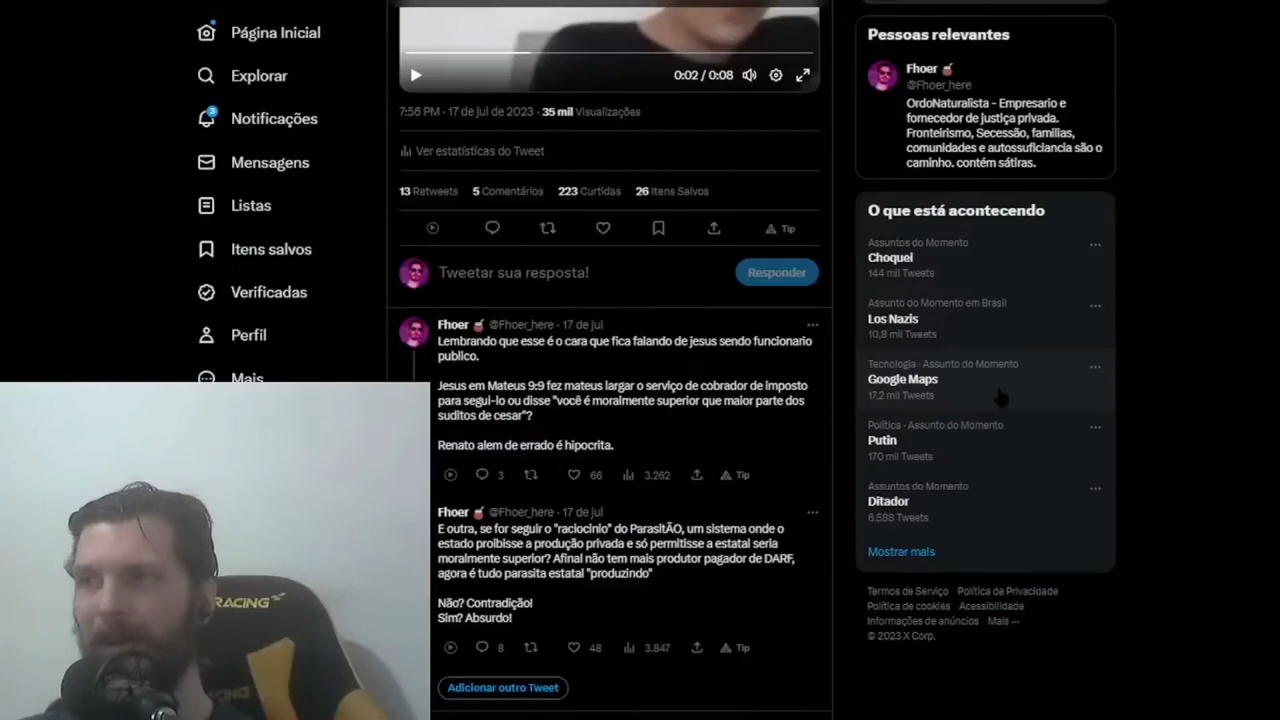 Página Inicial
Explorar
3
Notificações
Mensagens
Listas
Itens salvos
Verificadas
Perfil
Mais
0:02 / 0:08
7:56 PM · 17 de jul de 2023 · 35 mil Visualizações
Ver estatísticas do Tweet
13 Retweets 5 Comentários 223 Curtidas 26 Itens Salvos
Tip
Tweetar sua resposta!
Responder
Fhoer @Fhoer_here · 17 de jul
Lembrando que esse é o cara que fica falando de jesus sendo funcionario
publico.
Jesus em Mateus 9:9 fez mateus largar o serviço de cobrador de imposto
para segui-lo ou disse "você é moralmente superior que maior parte dos
suditos de cesar"?
Renato alem de errado é hipocrita.
3 66 3.262 Tip
Fhoer @Fhoer_here · 17 de jul
E outra, se for seguir o "raciocinio" do ParasitÃO, um sistema onde o
estado proibisse a produção privada e só permitisse a estatal seria
moralmente superior? Afinal não tem mais produtor pagador de DARF,
agora é tudo parasita estatal "produzindo"
Não? Contradição!
Sim? Absurdo!
8 48 3.847 Tip
Adicionar outro Tweet
Pessoas relevantes
Fhoer
@Fhoer_here
OrdoNaturalista - Empresario e
fornecedor de justiça privada.
Fronteirismo, Secessão, familias,
comunidades e autossuficiancia são o
caminho. contém sátiras.
O que está acontecendo
Assuntos do Momento
Choquei
144 mil Tweets
Assunto do Momento em Brasil
Los Nazis
10,8 mil Tweets
Tecnologia · Assunto do Momento
Google Maps
17,2 mil Tweets
Política · Assunto do Momento
Putin
170 mil Tweets
Assuntos do Momento
Ditador
6.588 Tweets
Mostrar mais
Termos de Serviço Política de Privacidade
Política de cookies Acessibilidade
Informações de anúncios Mais ···
© 2023 X Corp.
RACING
RACING